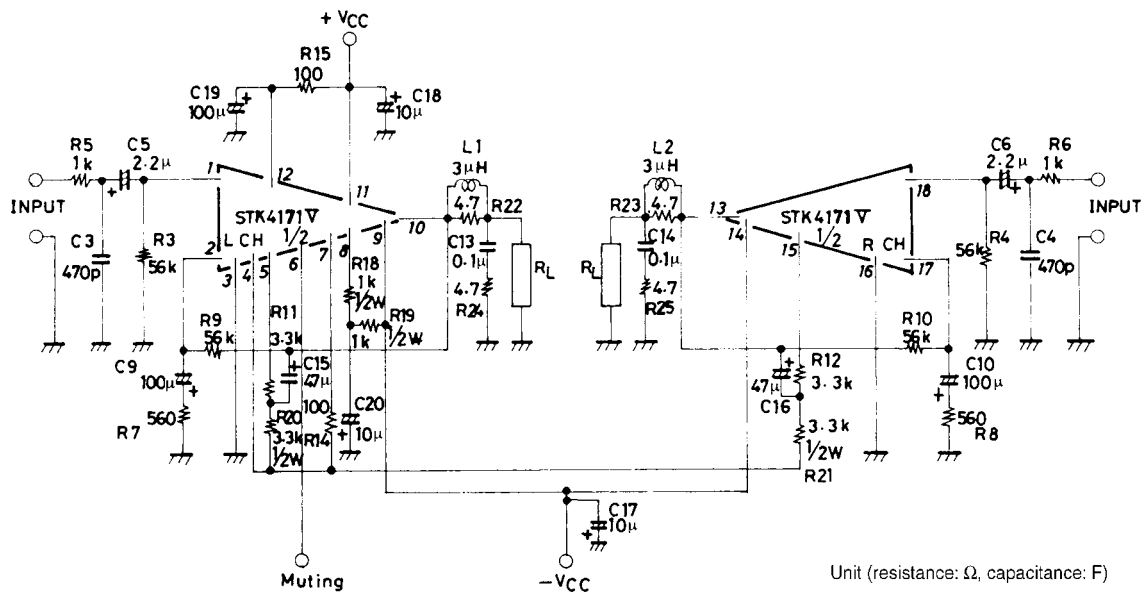 + VCC
R15
100
C19
100μ
+
+
C18
10μ
R5
1k
C5
2.2μ
+
INPUT
C3
470p
R3
56k
1
12
11
STK4171V
1/2
L CH
2
3
4
5
6
7
8
9
10
L1
3μH
4.7
R22
C13
0.1μ
4.7
R24
RL
L2
3μH
R23
4.7
C14
0.1μ
4.7
R25
RL
13
14
STK4171V
1/2
15
R CH
16
17
18
C6
2.2μ
+
R6
1k
INPUT
R4
56k
C4
470p
R18
1k
1/2W
R19
1k
1/2W
R9
56k
R11
3.3k
C15
47μ
+
C9
100μ
+
560
R7
R20
3.3k
1/2W
100
R14
C20
10μ
+
R12
3.3k
47μ
C16
+
R10
56k
C10
100μ
+
560
R8
3.3k
1/2W
R21
C17
10μ
+
Muting
−VCC
Unit (resistance: Ω, capacitance: F)